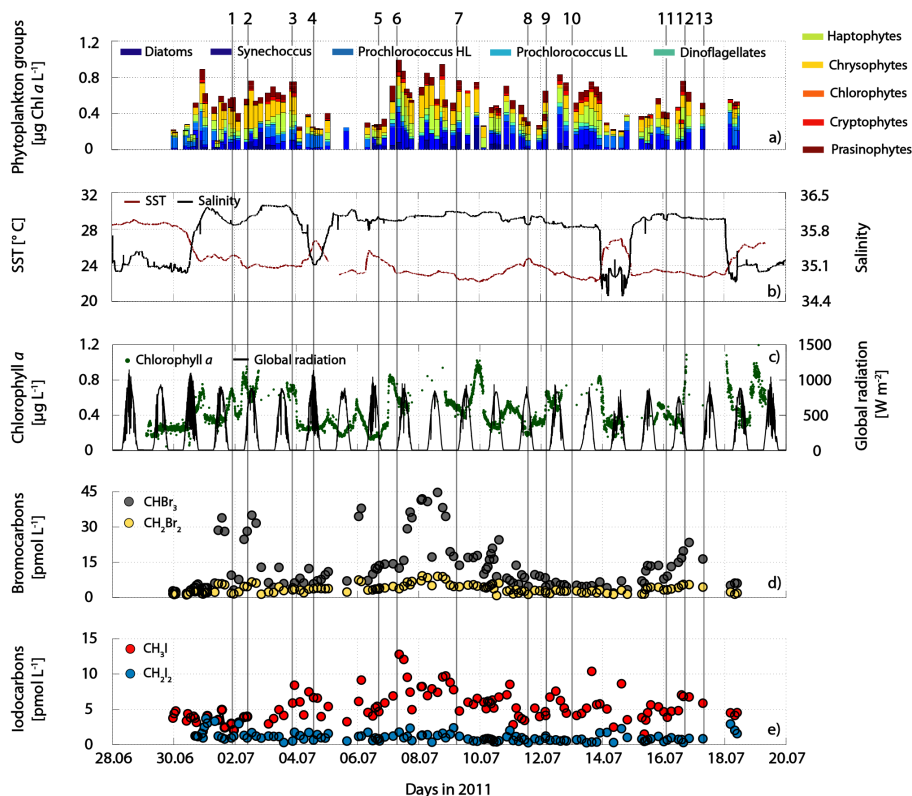 1 2 3 4 5 6 7 8 9 10 11 12 13
Phytoplankton groups
[µg Chl a L⁻¹]
1.2
0.8
0.4
0
Diatoms Synechoccus Prochlorococcus HL Prochlorococcus LL Dinoflagellates
a)
Haptophytes
Chrysophytes
Chlorophytes
Cryptophytes
Prasinophytes
SST [° C]
32
28
24
20
SST Salinity
b)
36.5
35.8
35.1
34.4
Salinity
Chlorophyll a
[µg L⁻¹]
1.2
0.8
0.4
0
Chlorophyll a Global radiation
c)
1500
1000
500
0
Global radiation
[W m⁻²]
Bromocarbons
[pmol L⁻¹]
45
30
15
0
CHBr₃
CH₂Br₂
d)
Iodocarbons
[pmol L⁻¹]
15
10
5
0
CH₃I
CH₂I₂
e)
28.06 30.06 02.07 04.07 06.07 08.07 10.07 12.07 14.07 16.07 18.07 20.07
Days in 2011